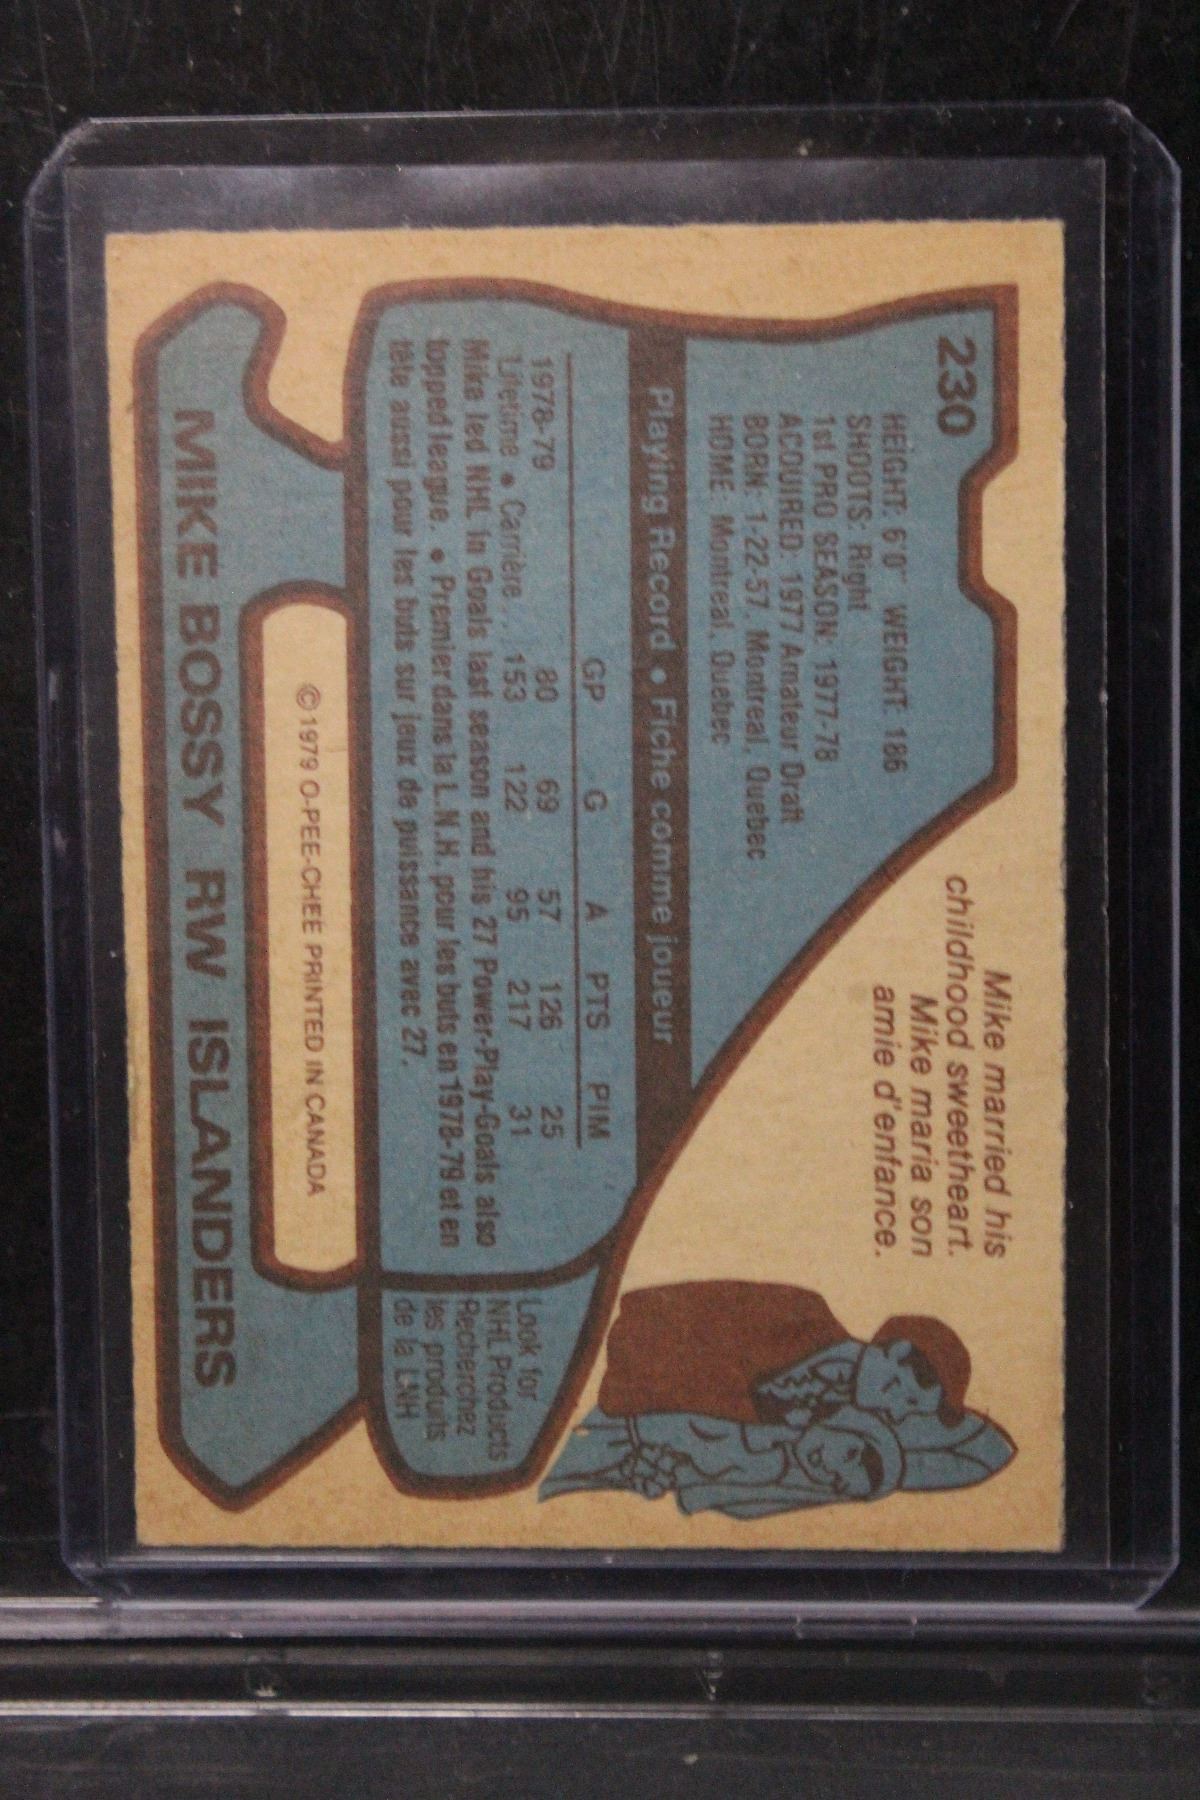 230
HEIGHT: 6'0" WEIGHT: 186
SHOOTS: Right
1st PRO SEASON: 1977-78
ACQUIRED: 1977 Amateur Draft
BORN: 1-22-57, Montreal, Quebec
HOME: Montreal, Quebec
Mike married his
childhood sweetheart.
Mike maria son
amie d'enfance.
Playing Record • Fiche comme joueur
GP G A PTS PIM
1978-79 80 69 57 126 25
Lifetime • Carrière . . 153 122 95 217 31
Mike led NHL in Goals last season and his 27 Power-Play-Goals also
topped league. • Premier dans la L.N.H. pour les buts en 1978-79 et en
tête aussi pour les buts sur jeux de puissance avec 27.
Look for
NHL Products
Recherchez
les produits
de la LNH
© 1979 O-PEE-CHEE PRINTED IN CANADA
MIKE BOSSY RW ISLANDERS